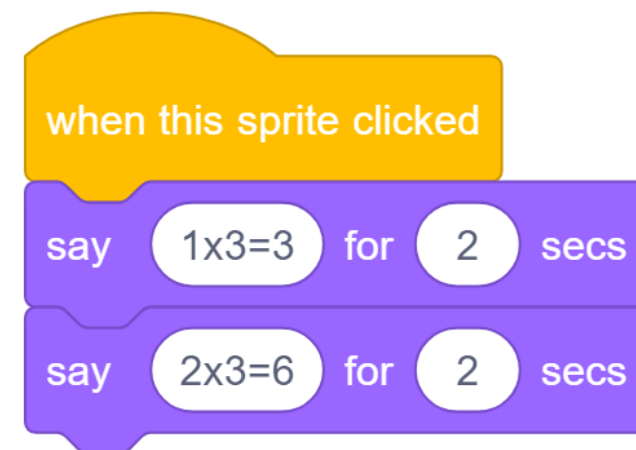 when this sprite clicked
say 1x3=3 for 2 secs
say 2x3=6 for 2 secs